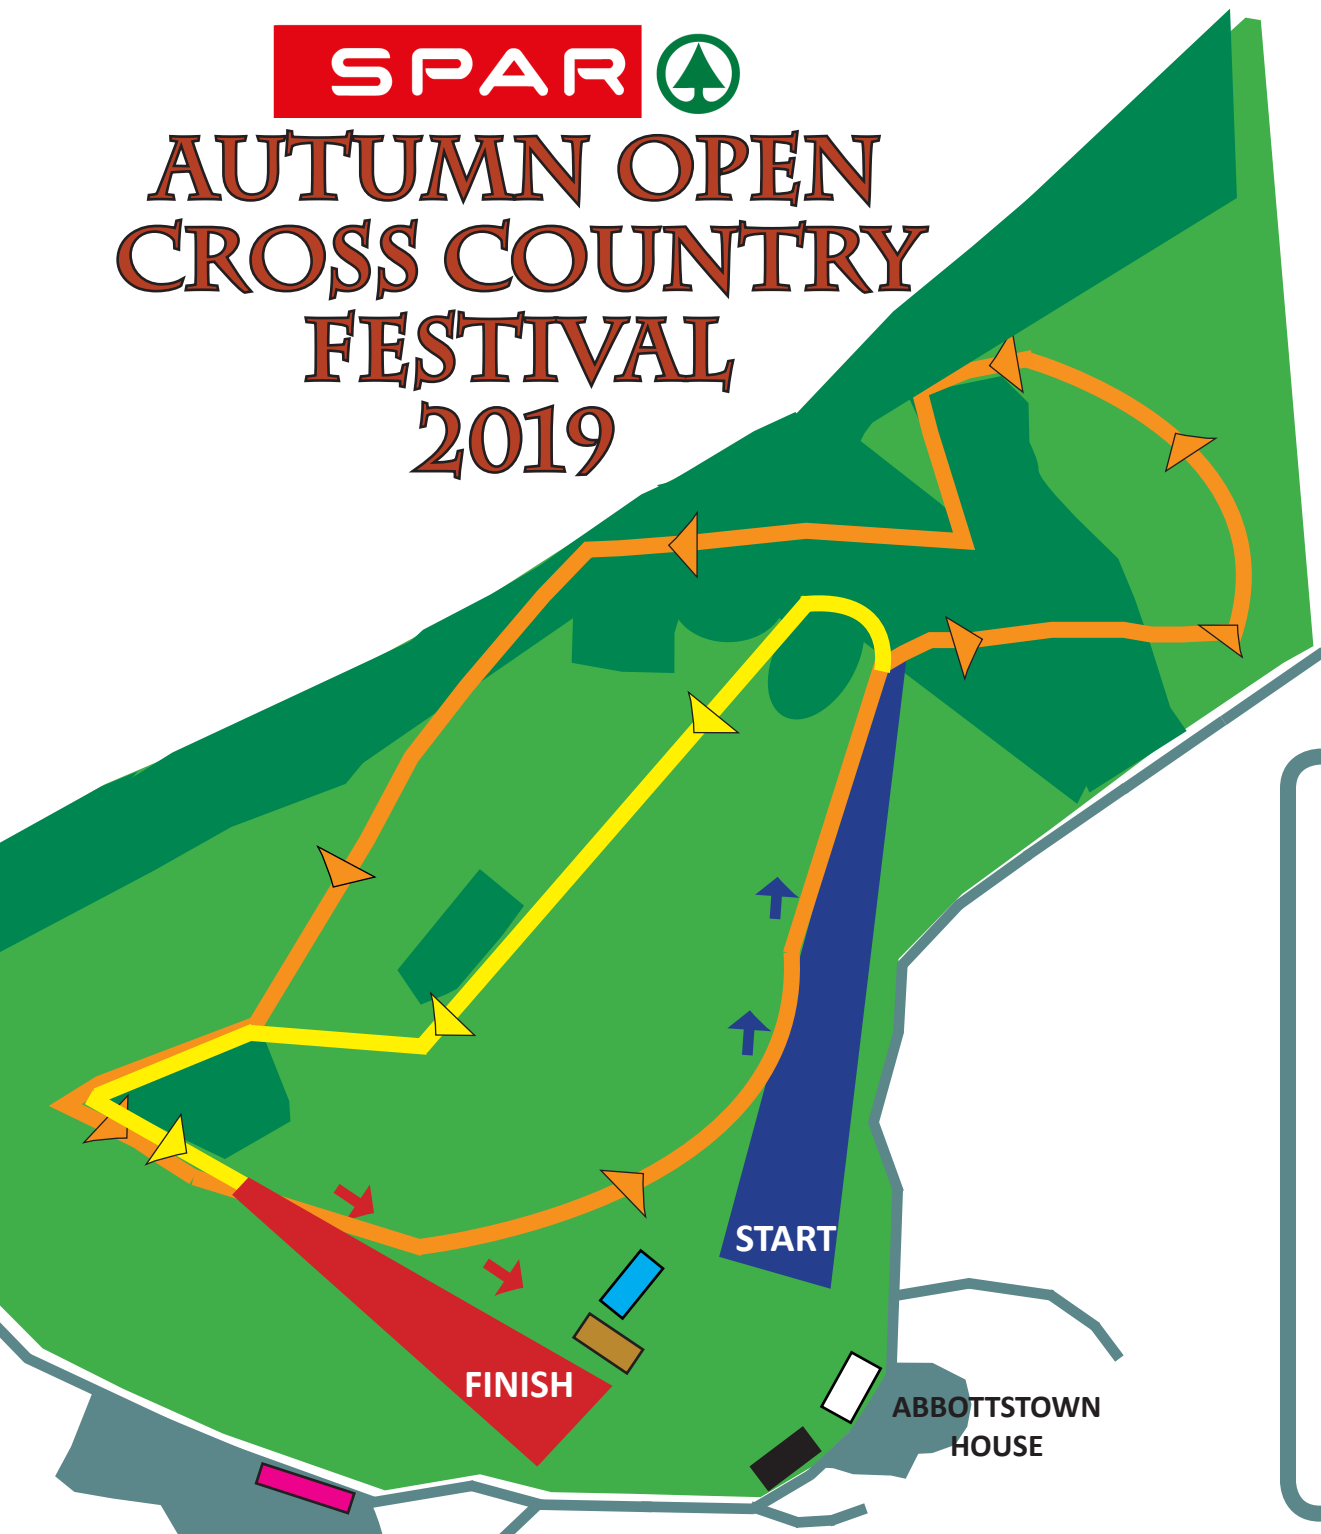 SPAR
AUTUMN OPEN
CROSS COUNTRY
FESTIVAL
2019
START
FINISH
ABBOTTSTOWN
HOUSE